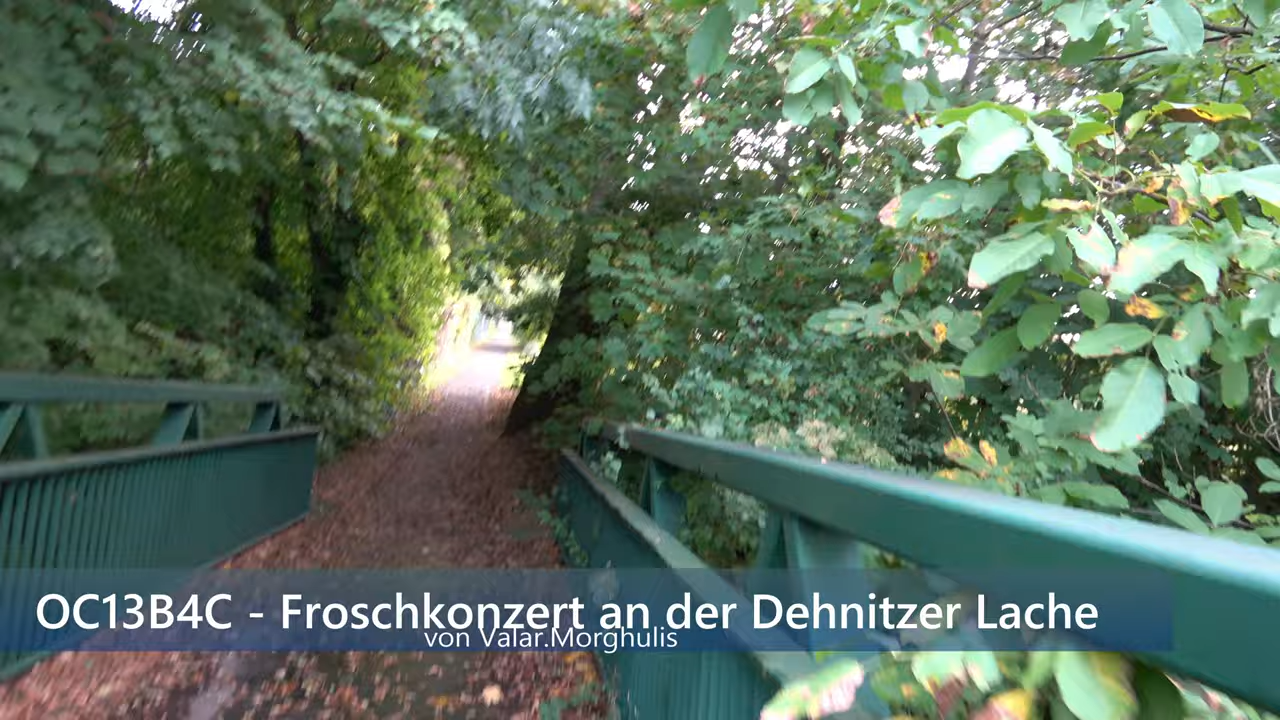 OC13B4C - Froschkonzert an der Dehnitzer Lache
von Valar.Morghulis